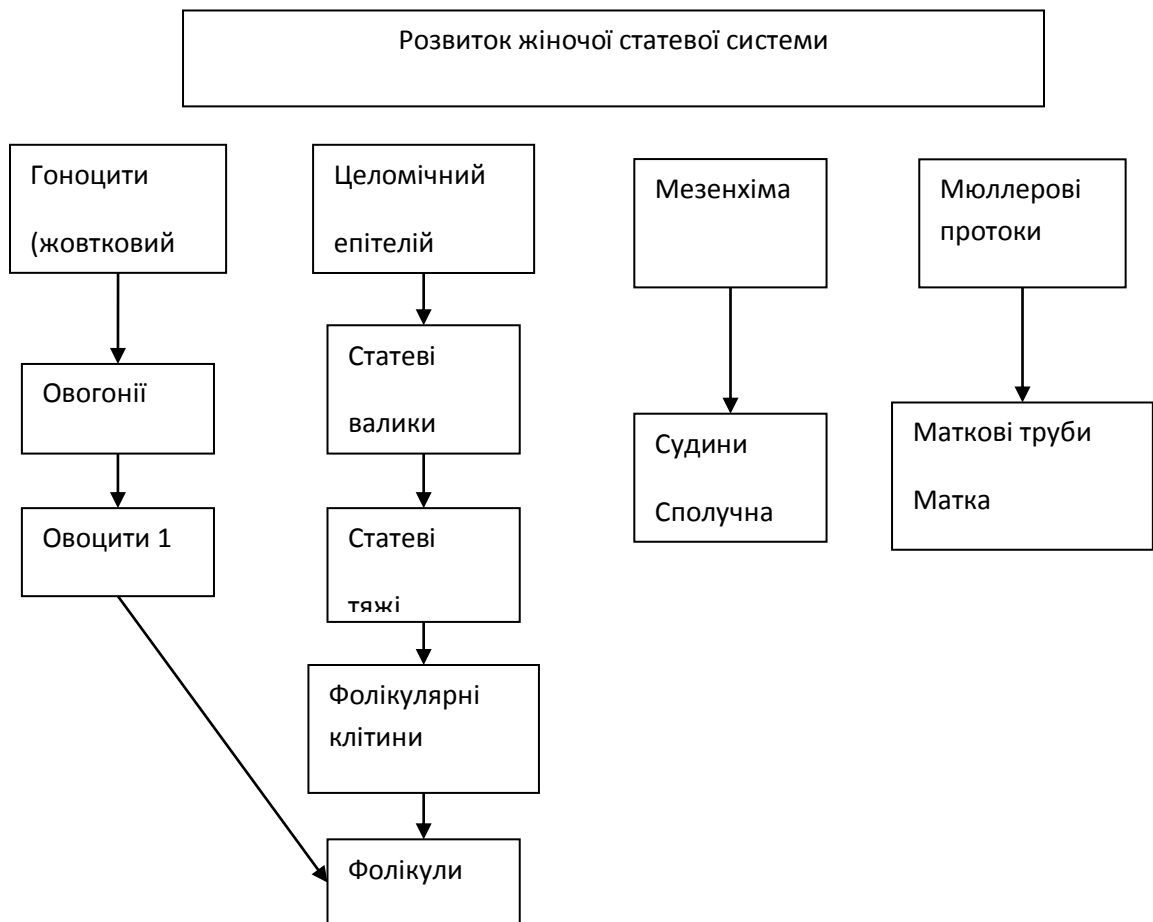 Розвиток жіночої статевої системи
Гоноцити
(жовтковий
Целомічний
епітелій
Мезенхіма
Мюллерові
протоки
Овогонії
Статеві
валики
Судини
Сполучна
Маткові труби
Матка
Овоцити 1
Статеві
тяжі
Фолікулярні
клітини
Фолікули